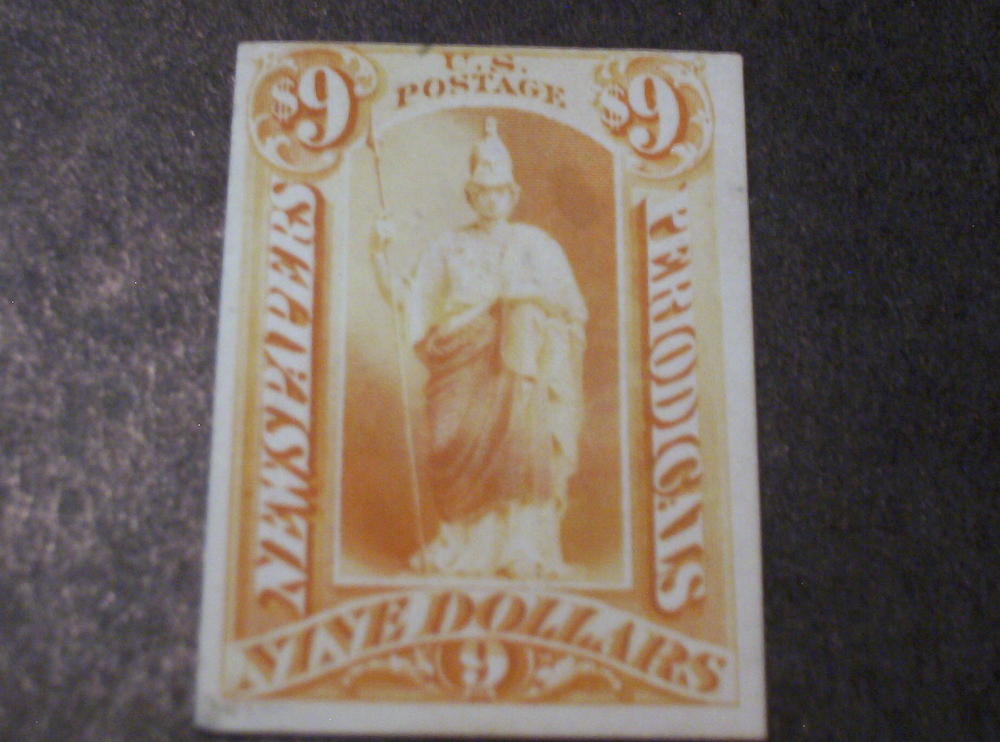 $9
U.S.
POSTAGE
$9
NEWSPAPERS
PERIODICALS
NINE DOLLARS
9